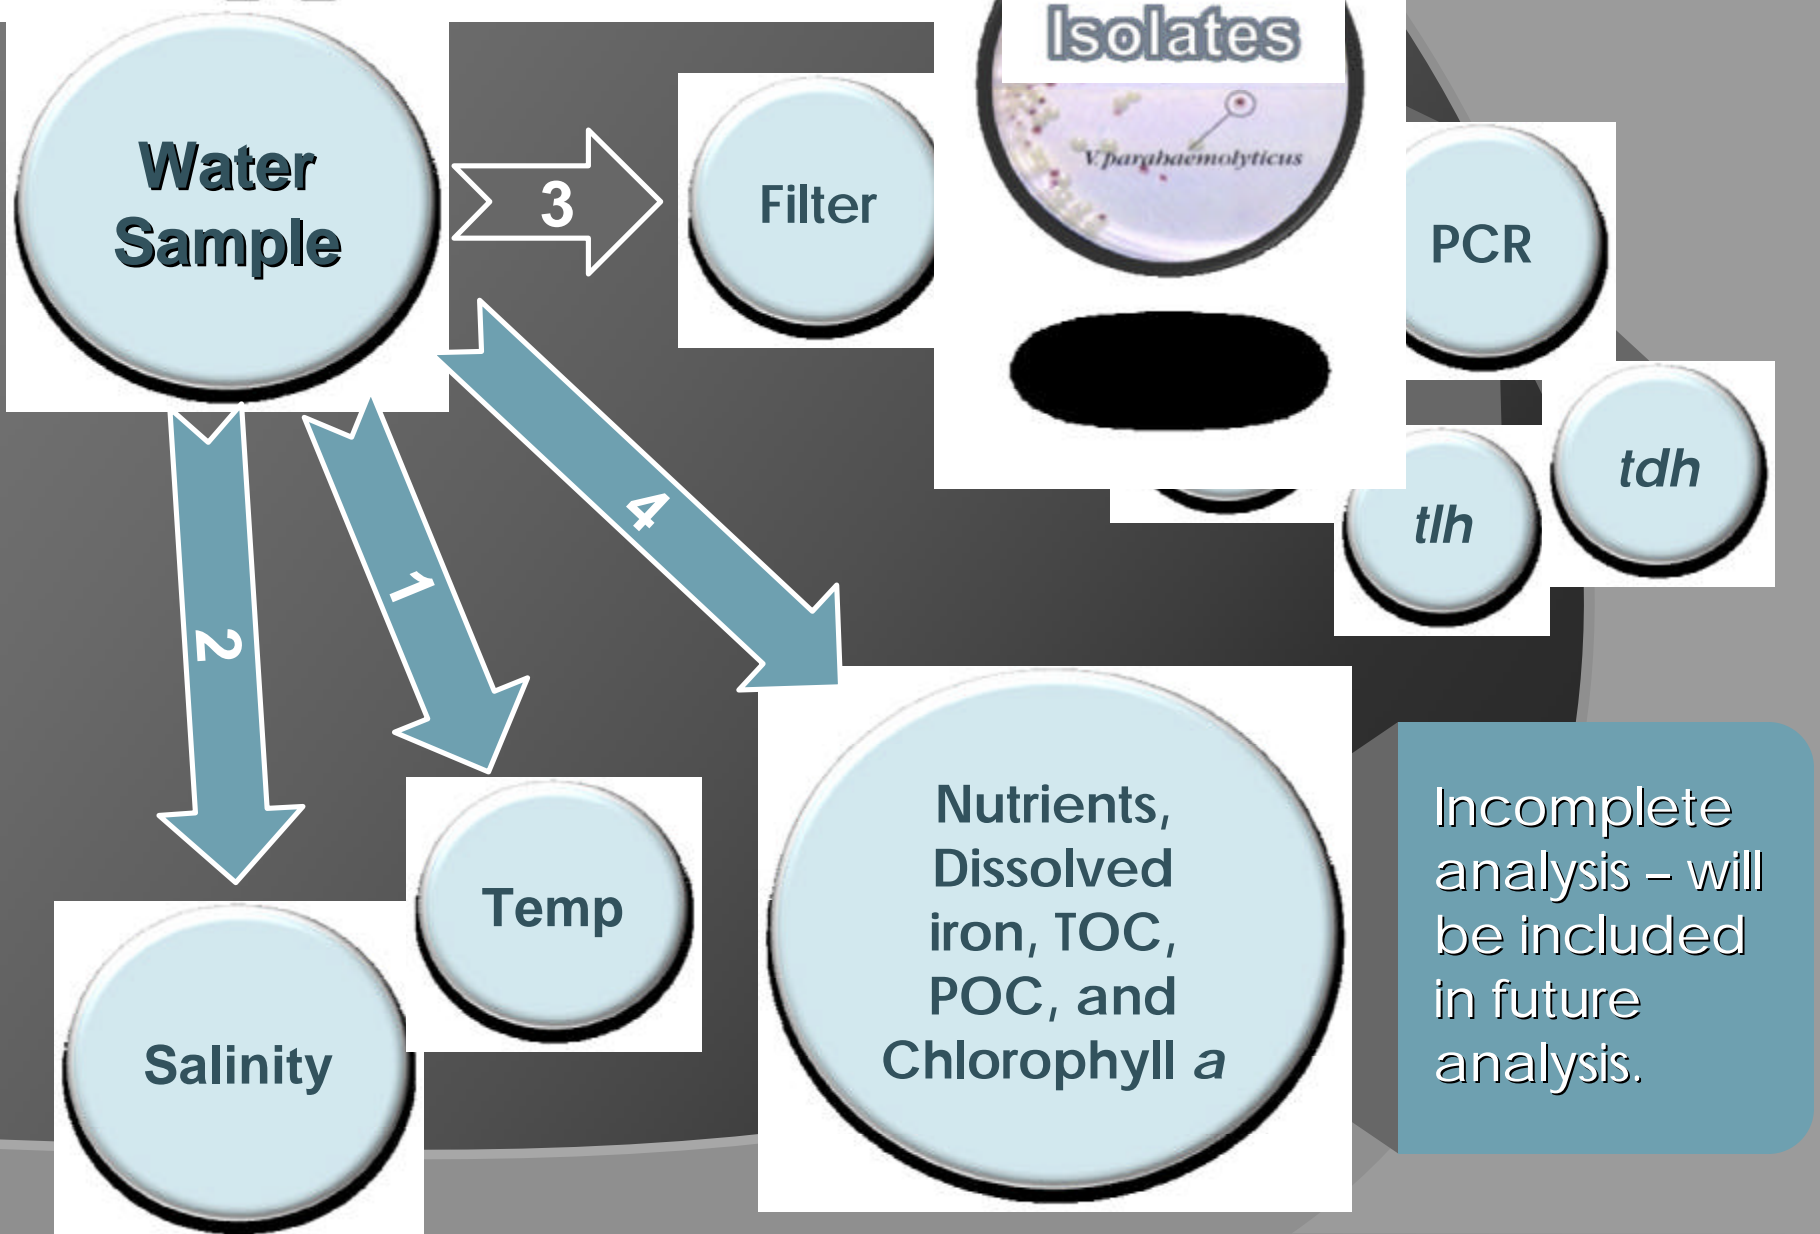 Isolates
V.parahaemolyticus
Water
Sample
3
Filter
PCR
tdh
tlh
4
1
2
Nutrients,
Dissolved
iron, TOC,
POC, and
Chlorophyll a
Temp
Salinity
Incomplete
analysis – will
be included
in future
analysis.